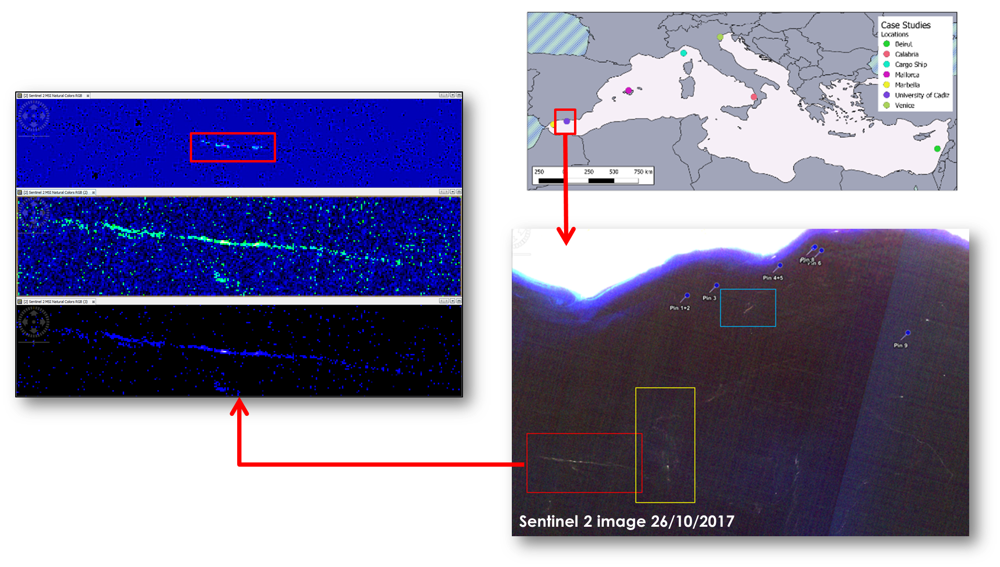 [2] Sentinel 2 MSI Natural Colors RGB
[2] Sentinel 2 MSI Natural Colors RGB (2)
[2] Sentinel 2 MSI Natural Colors RGB (3)
Case Studies
Locations
Beirut
Calabria
Cargo Ship
Mallorca
Marbella
University of Cadiz
Venice
250
250
500
750 km
Pin 8
Pin 6
Pin 4+5
Pin 3
Pin 1+2
Pin 9
Sentinel 2 image 26/10/2017